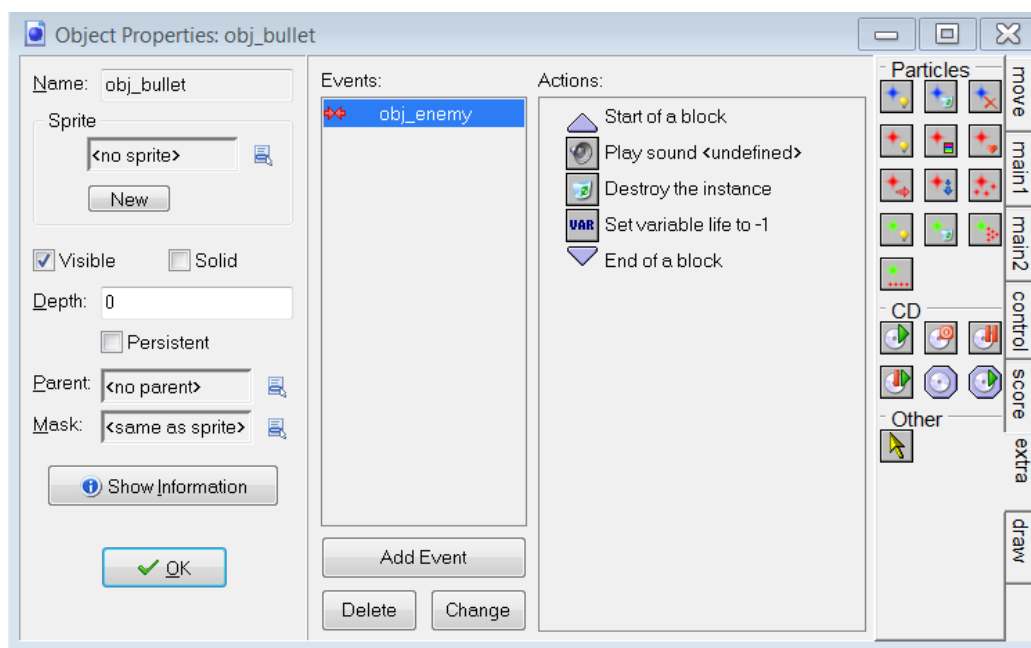 Object Properties: obj_bullet
Name: obj_bullet
Sprite
<no sprite>
New
Visible
Solid
Depth: 0
Persistent
Parent: <no parent>
Mask: <same as sprite>
Show Information
OK
Events:
obj_enemy
Add Event
Delete
Change
Actions:
Start of a block
Play sound <undefined>
Destroy the instance
VAR Set variable life to -1
End of a block
Particles
CD
Other
move
main1
main2
control
score
extra
draw